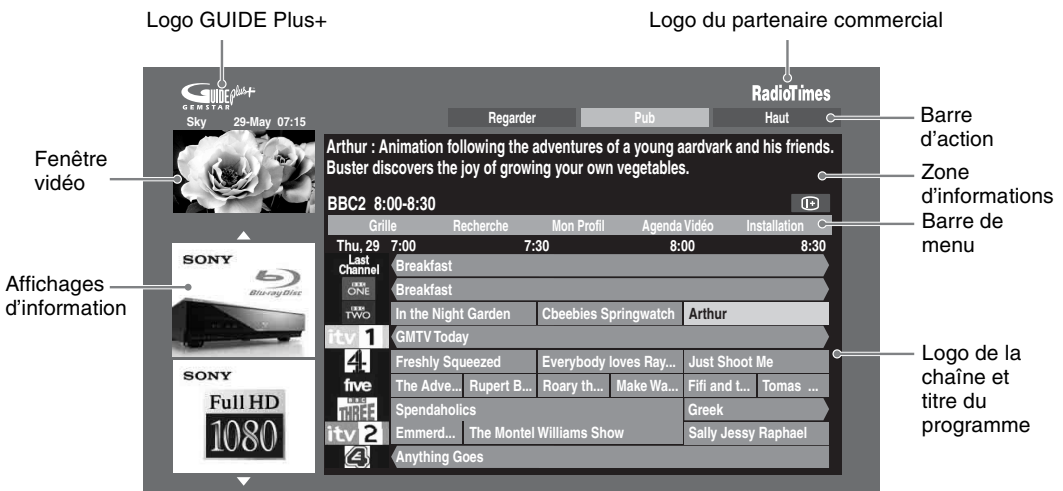 Logo GUIDE Plus+
Logo du partenaire commercial
GUIDE plus+
GEMSTAR
RadioTimes
Sky 29-May 07:15
Regarder Pub Haut
Barre d'action
Fenêtre vidéo
Arthur : Animation following the adventures of a young aardvark and his friends.
Buster discovers the joy of growing your own vegetables.
Zone d'informations
BBC2 8:00-8:30
Grille Recherche Mon Profil Agenda Vidéo Installation
Barre de menu
Thu, 29 7:00 7:30 8:00 8:30
Affichages d'information
SONY
Blu-ray Disc
Last Channel Breakfast
BBC ONE Breakfast
BBC TWO In the Night Garden Cbeebies Springwatch Arthur
itv 1 GMTV Today
4 Freshly Squeezed Everybody loves Ray... Just Shoot Me
five The Adve... Rupert B... Roary th... Make Wa... Fifi and t... Tomas ...
BBC THREE Spendaholics Greek
itv 2 Emmerd... The Montel Williams Show Sally Jessy Raphael
4 Anything Goes
Logo de la chaîne et titre du programme
SONY
Full HD
1080